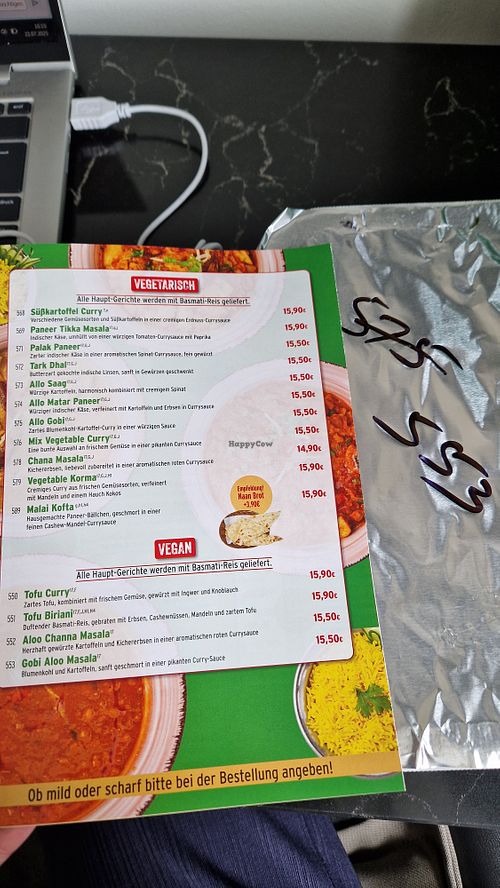 10:59
23.07.2025
VEGETARISCH
Alle Haupt-Gerichte werden mit Basmati-Reis geliefert.
568 Süßkartoffel Curry 15,90€
Verschiedene Gemüsesorten und Süßkartoffeln in einer cremigen Erdnuss-Currysauce
569 Paneer Tikka Masala 15,90€
Indischer Käse, umhüllt von einer würzigen Tomaten-Currysauce mit Paprika
571 Palak Paneer 15,50€
Zarter indischer Käse in einer aromatischen Spinat-Currysauce, fein gewürzt
572 Tark Dhal 15,50€
Butterzart gekochte indische Linsen, sanft in Gewürzen geschwenkt
573 Allo Saag 15,50€
Würzige Kartoffeln, harmonisch kombiniert mit cremigem Spinat
574 Allo Matar Paneer 15,50€
Würziger indischer Käse, verfeinert mit Kartoffeln und Erbsen in Currysauce
575 Allo Gobi 15,50€
Zartes Blumenkohl-Kartoffel-Curry in einer würzigen Sauce
576 Mix Vegetable Curry 15,50€
Eine bunte Auswahl an frischem Gemüse in einer pikanten Currysauce
578 Chana Masala 14,90€
Kichererbsen, liebevoll zubereitet in einer aromatischen roten Currysauce
579 Vegetable Korma 15,90€
Cremiges Curry aus frischen Gemüsesorten, verfeinert
mit Mandeln und einem Hauch Kokos
589 Malai Kofta 15,90€
Hausgemachte Paneer-Bällchen, geschmort in einer
feinen Cashew-Mandel-Currysauce
Empfehlung!
Naan Brot
+3,90€
HappyCow
VEGAN
Alle Haupt-Gerichte werden mit Basmati-Reis geliefert.
550 Tofu Curry 15,90€
Zartes Tofu, kombiniert mit frischem Gemüse, gewürzt mit Ingwer und Knoblauch
551 Tofu Biriani 15,90€
Duftender Basmati-Reis, gebraten mit Erbsen, Cashewnüssen, Mandeln und zartem Tofu
552 Aloo Channa Masala 15,50€
Herzhaft gewürzte Kartoffeln und Kichererbsen in einer aromatischen roten Currysauce
553 Gobi Aloo Masala 15,50€
Blumenkohl und Kartoffeln, sanft geschmort in einer pikanten Curry-Sauce
Ob mild oder scharf bitte bei der Bestellung angeben!
575
553